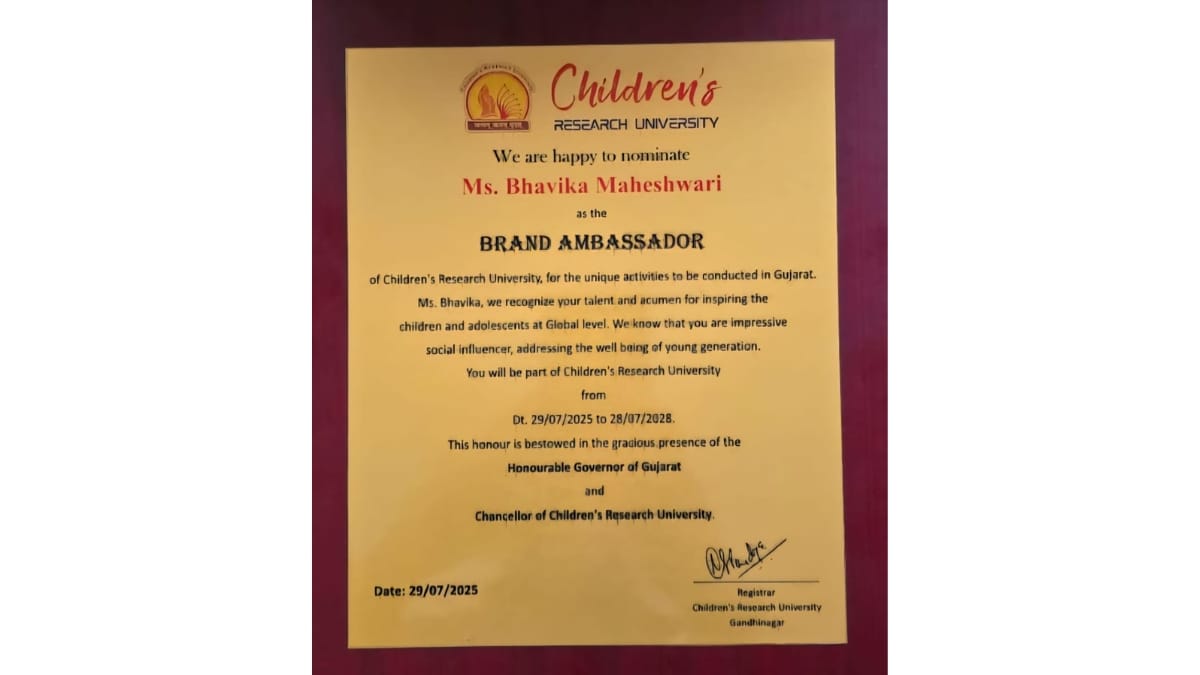 Children's
RESEARCH UNIVERSITY
We are happy to nominate
Ms. Bhavika Maheshwari
as the
BRAND AMBASSADOR
of Children's Research University, for the unique activities to be conducted in Gujarat.
Ms. Bhavika, we recognize your talent and acumen for inspiring the
children and adolescents at Global level. We know that you are impressive
social influencer, addressing the well being of young generation.
You will be part of Children's Research University
from
Dt. 29/07/2025 to 28/07/2028.
This honour is bestowed in the gracious presence of the
Honourable Governor of Gujarat
and
Chancellor of Children's Research University.
Date: 29/07/2025
Registrar
Children's Research University
Gandhinagar